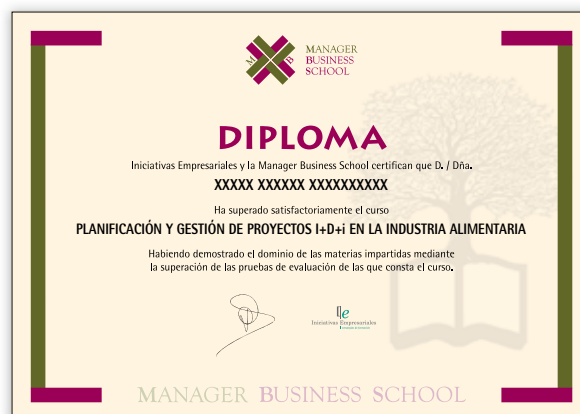 M B
MANAGER
BUSINESS
SCHOOL
DIPLOMA
Iniciativas Empresariales y la Manager Business School certifican que D. / Dña.
XXXXX XXXXXX XXXXXXXXXX
Ha superado satisfactoriamente el curso
PLANIFICACIÓN Y GESTIÓN DE PROYECTOS I+D+i EN LA INDUSTRIA ALIMENTARIA
Habiendo demostrado el dominio de las materias impartidas mediante
la superación de las pruebas de evaluación de las que consta el curso.
Ile
Iniciativas Empresariales
MANAGER BUSINESS SCHOOL